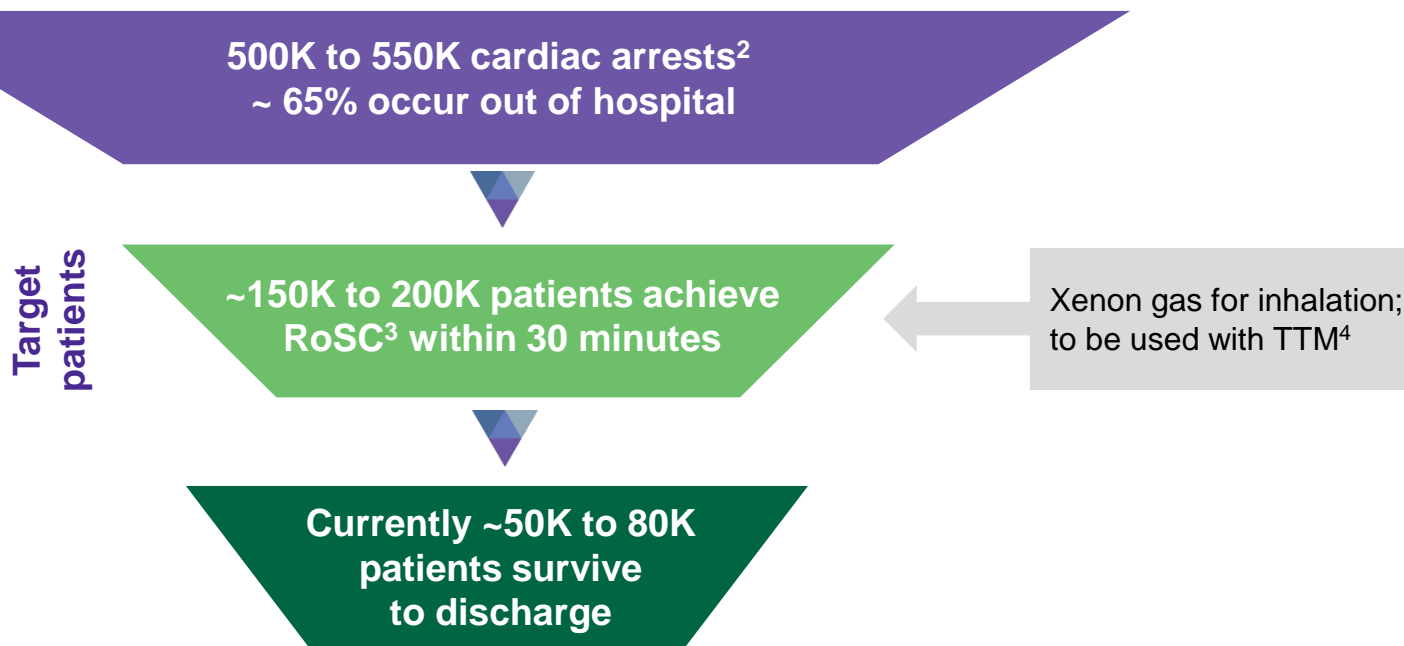 500K to 550K cardiac arrests²
~ 65% occur out of hospital
Target
patients
~150K to 200K patients achieve
RoSC³ within 30 minutes
Xenon gas for inhalation;
to be used with TTM⁴
Currently ~50K to 80K
patients survive
to discharge